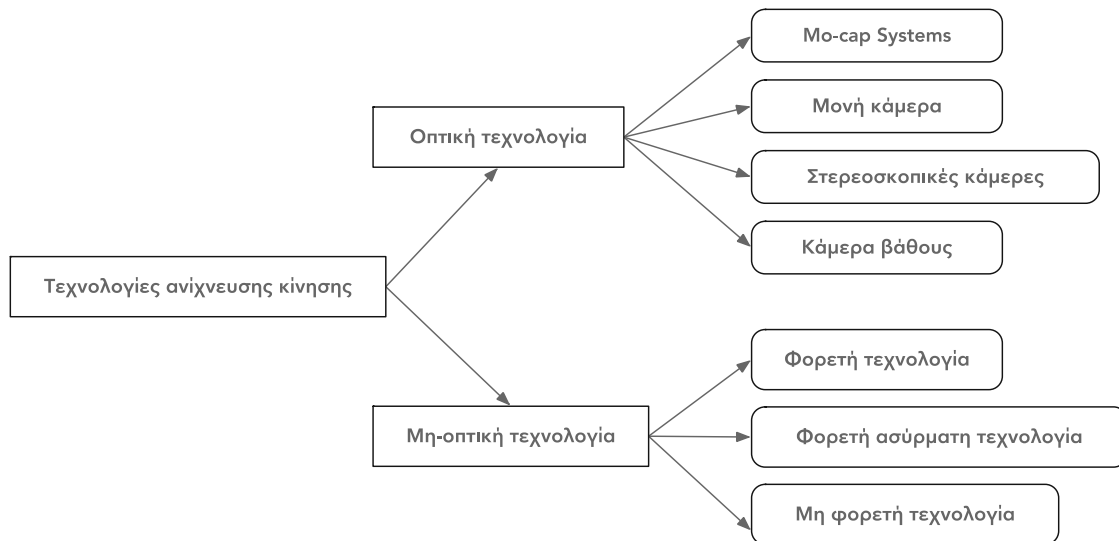 Mo-cap Systems
Μονή κάμερα
Οπτική τεχνολογία
Στερεοσκοπικές κάμερες
Κάμερα βάθους
Τεχνολογίες ανίχνευσης κίνησης
Φορετή τεχνολογία
Μη-οπτική τεχνολογία
Φορετή ασύρματη τεχνολογία
Μη φορετή τεχνολογία